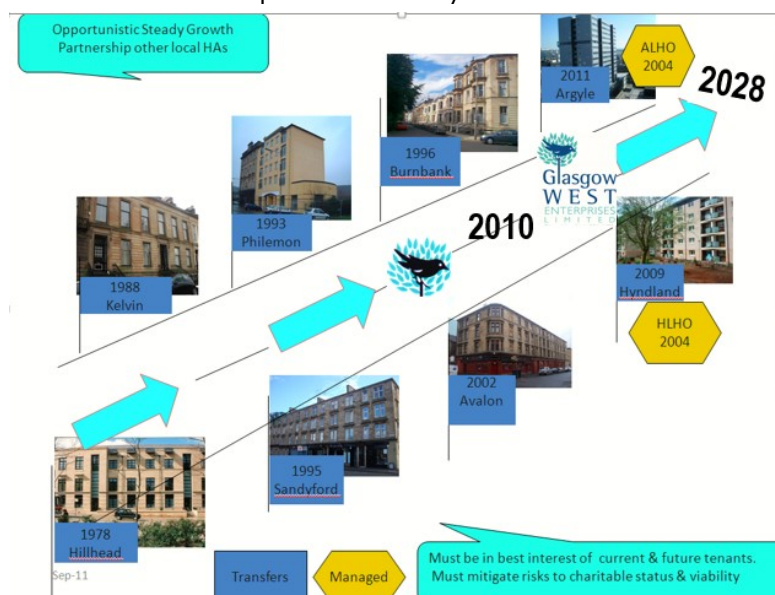 Opportunistic Steady Growth
Partnership other local HAs
2011
Argyle
ALHO
2004
2028
1996
Burnbank
1993
Philemon
1988
Kelvin
Glasgow
WEST
ENTERPRISES
LIMITED
2010
2009
Hyndland
HLHO
2004
2002
Avalon
1995
Sandyford
1978
Hillhead
Sep-11
Transfers
Managed
Must be in best interest of current & future tenants.
Must mitigate risks to charitable status & viability